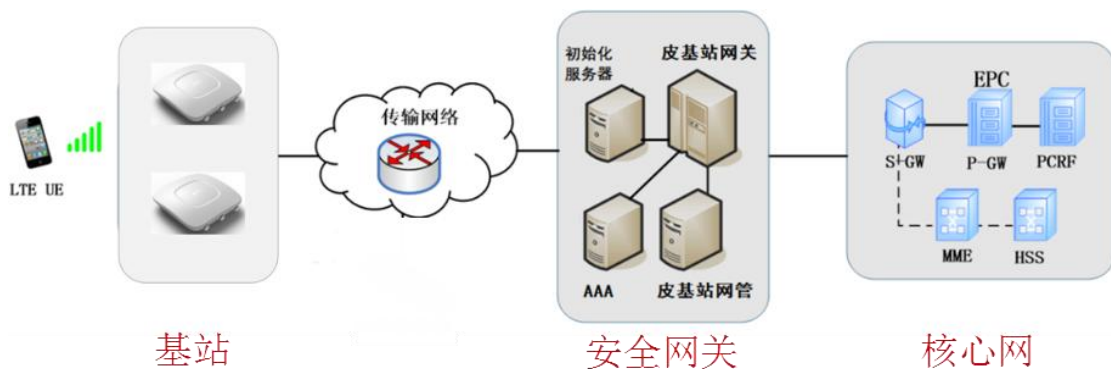 LTE UE
传输网络
初始化
服务器
皮基站网关
AAA
皮基站网管
EPC
S-GW
P-GW
PCRF
MME
HSS
基站
安全网关
核心网